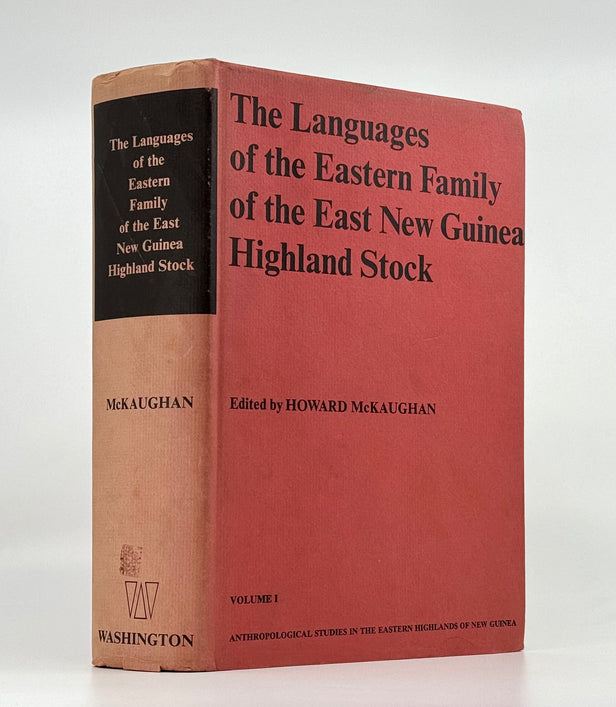 The Languages
of the
Eastern
Family
of the East
New Guinea
Highland Stock
McKAUGHAN
W
WASHINGTON
The Languages
of the Eastern Family
of the East New Guinea
Highland Stock
Edited by HOWARD McKAUGHAN
VOLUME I
ANTHROPOLOGICAL STUDIES IN THE EASTERN HIGHLANDS OF NEW GUINEA